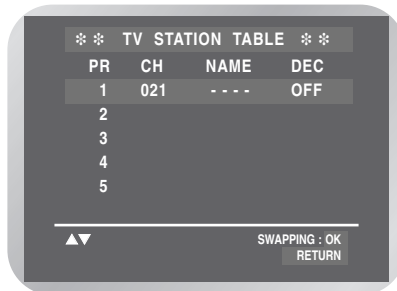 ❇❇ TV STATION TABLE ❇❇
PR CH NAME DEC
1 021 - - - - OFF
2
3
4
5
▲▼ SWAPPING : OK
RETURN